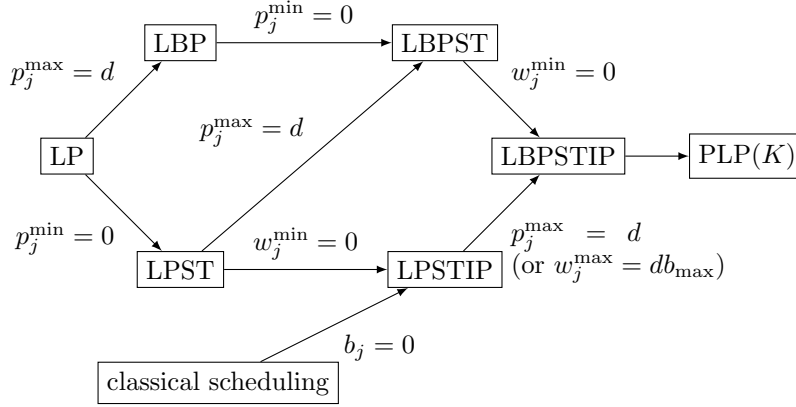 LBP
p_j^min = 0
LBPST
p_j^max = d
w_j^min = 0
p_j^max = d
LP
LBPSTIP
PLP(K)
p_j^min = 0
w_j^min = 0
p_j^max = d
(or w_j^max = db_max)
LPST
LPSTIP
b_j = 0
classical scheduling